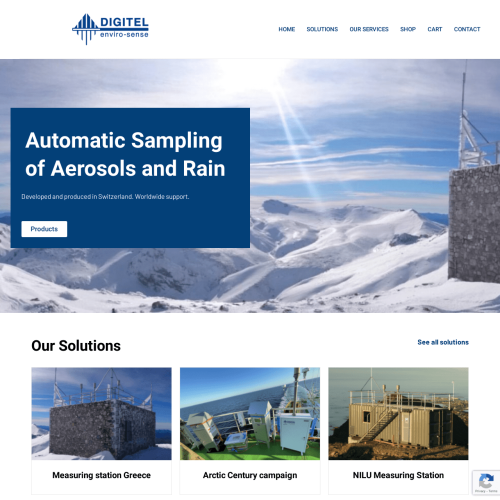 DIGITEL
enviro-sense
HOME SOLUTIONS OUR SERVICES SHOP CART CONTACT
Automatic Sampling
of Aerosols and Rain
Developed and produced in Switzerland. Worldwide support.
Products
Our Solutions
See all solutions
Measuring station Greece
Arctic Century campaign
NILU Measuring Station
Privacy - Terms